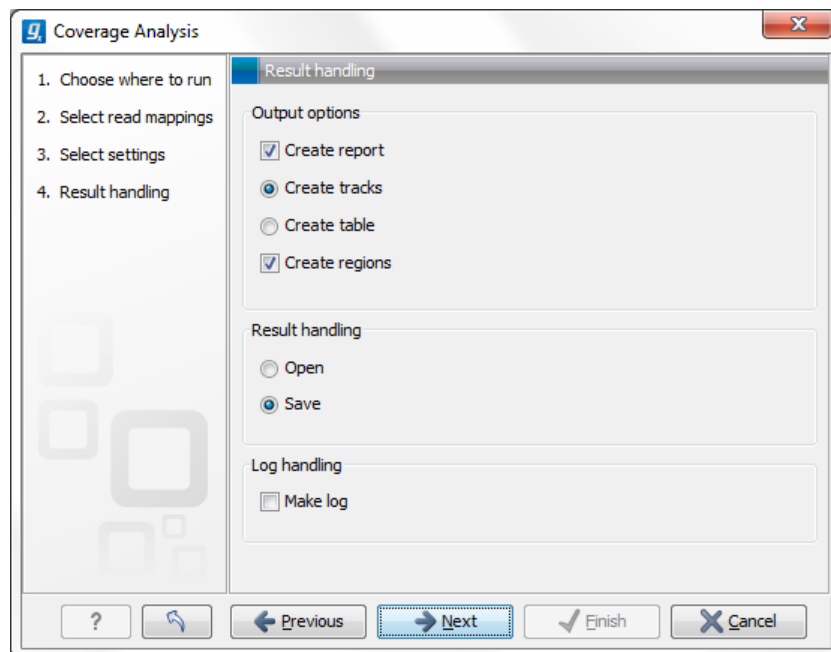 Coverage Analysis
1. Choose where to run
2. Select read mappings
3. Select settings
4. Result handling
Result handling
Output options
Create report
Create tracks
Create table
Create regions
Result handling
Open
Save
Log handling
Make log
?
Previous
Next
Finish
Cancel